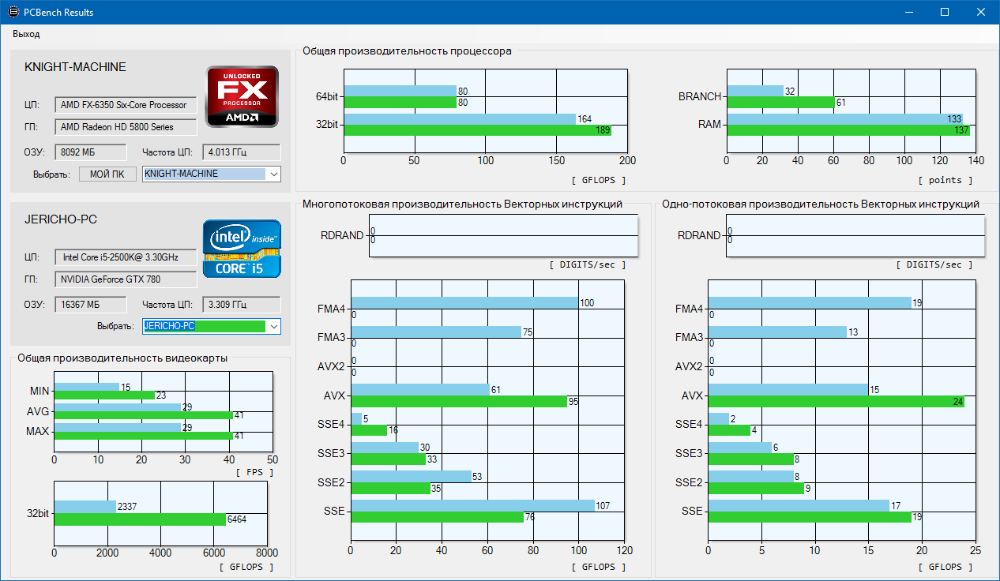 PCBench Results
Выход
KNIGHT-MACHINE
UNLOCKED
FX
PROCESSOR
AMD
ЦП: AMD FX-6350 Six-Core Processor
ГП: AMD Radeon HD 5800 Series
ОЗУ: 8092 МБ Частота ЦП: 4.013 ГГц
Выбрать: МОЙ ПК KNIGHT-MACHINE
JERICHO-PC
intel inside™
CORE i5
ЦП: Intel Core i5-2500K@ 3.30GHz
ГП: NVIDIA GeForce GTX 780
ОЗУ: 16367 МБ Частота ЦП: 3.309 ГГц
Выбрать: JERICHO-PC
Общая производительность видеокарты
MIN 15
23
AVG 29
41
MAX 29
41
0 10 20 30 40 50
[ FPS ]
32bit 2337
6464
0 2000 4000 6000 8000
[ GFLOPS ]
Общая производительность процессора
64bit 80
80
32bit 164
189
0 50 100 150 200
[ GFLOPS ]
BRANCH 32
61
RAM 133
137
0 20 40 60 80 100 120 140
[ points ]
Многопотоковая производительность Векторных инструкций
RDRAND 0
0
[ DIGITS/sec ]
FMA4 100
0
FMA3 75
0
AVX2 0
0
AVX 61
95
SSE4 5
16
SSE3 30
33
SSE2 53
35
SSE 107
76
0 20 40 60 80 100 120
[ GFLOPS ]
Одно-потоковая производительность Векторных инструкций
RDRAND 0
0
[ DIGITS/sec ]
FMA4 19
0
FMA3 13
0
AVX2 0
0
AVX 15
24
SSE4 2
4
SSE3 6
8
SSE2 8
9
SSE 17
19
0 5 10 15 20 25
[ GFLOPS ]